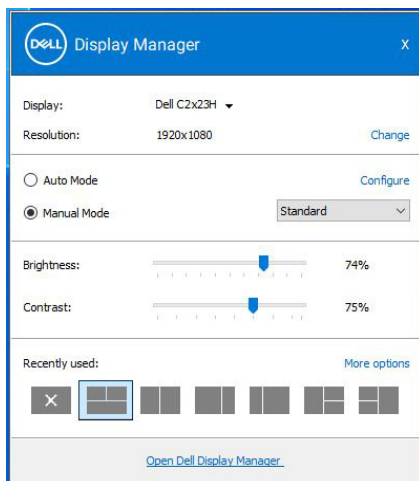 DELL Display Manager X
Display: Dell C2x23H
Resolution: 1920x1080 Change
Auto Mode Configure
Manual Mode Standard
Brightness: 74%
Contrast: 75%
Recently used: More options
Open Dell Display Manager